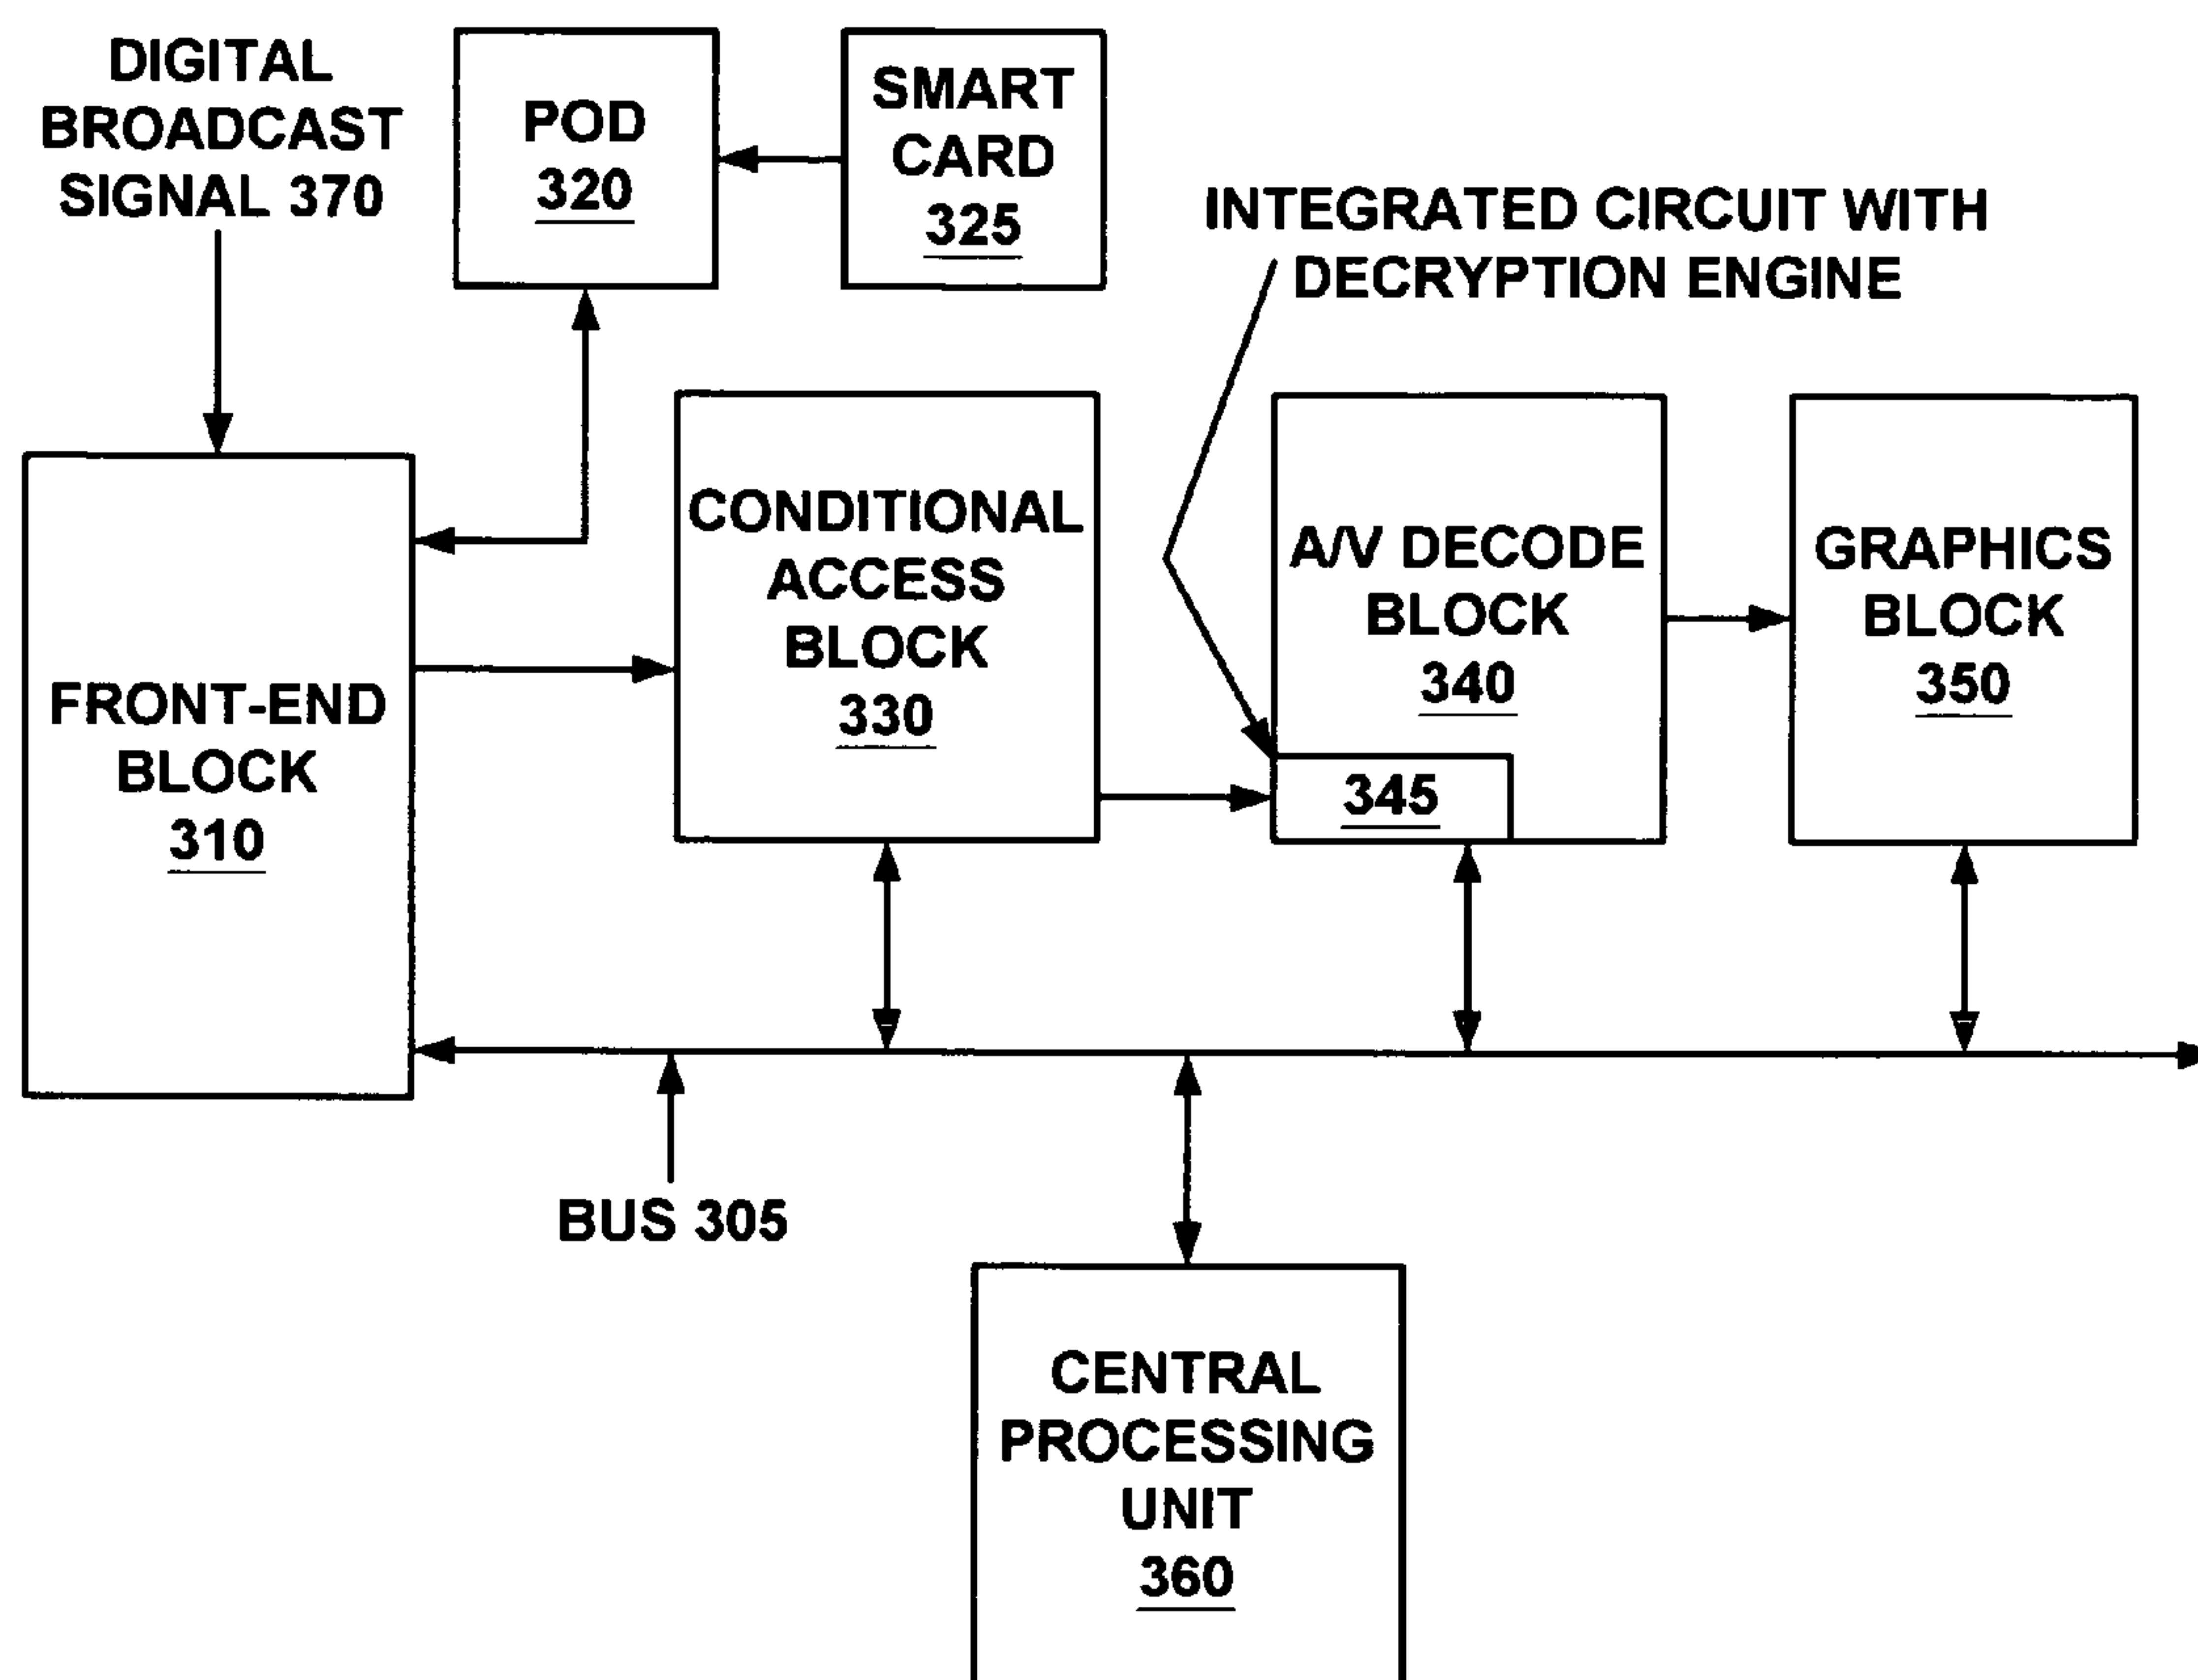 DIGITAL
BROADCAST
SIGNAL 370
POD
320
SMART
CARD
325
INTEGRATED CIRCUIT WITH
DECRYPTION ENGINE
FRONT-END
BLOCK
310
CONDITIONAL
ACCESS
BLOCK
330
A/V DECODE
BLOCK
340
345
GRAPHICS
BLOCK
350
BUS 305
CENTRAL
PROCESSING
UNIT
360